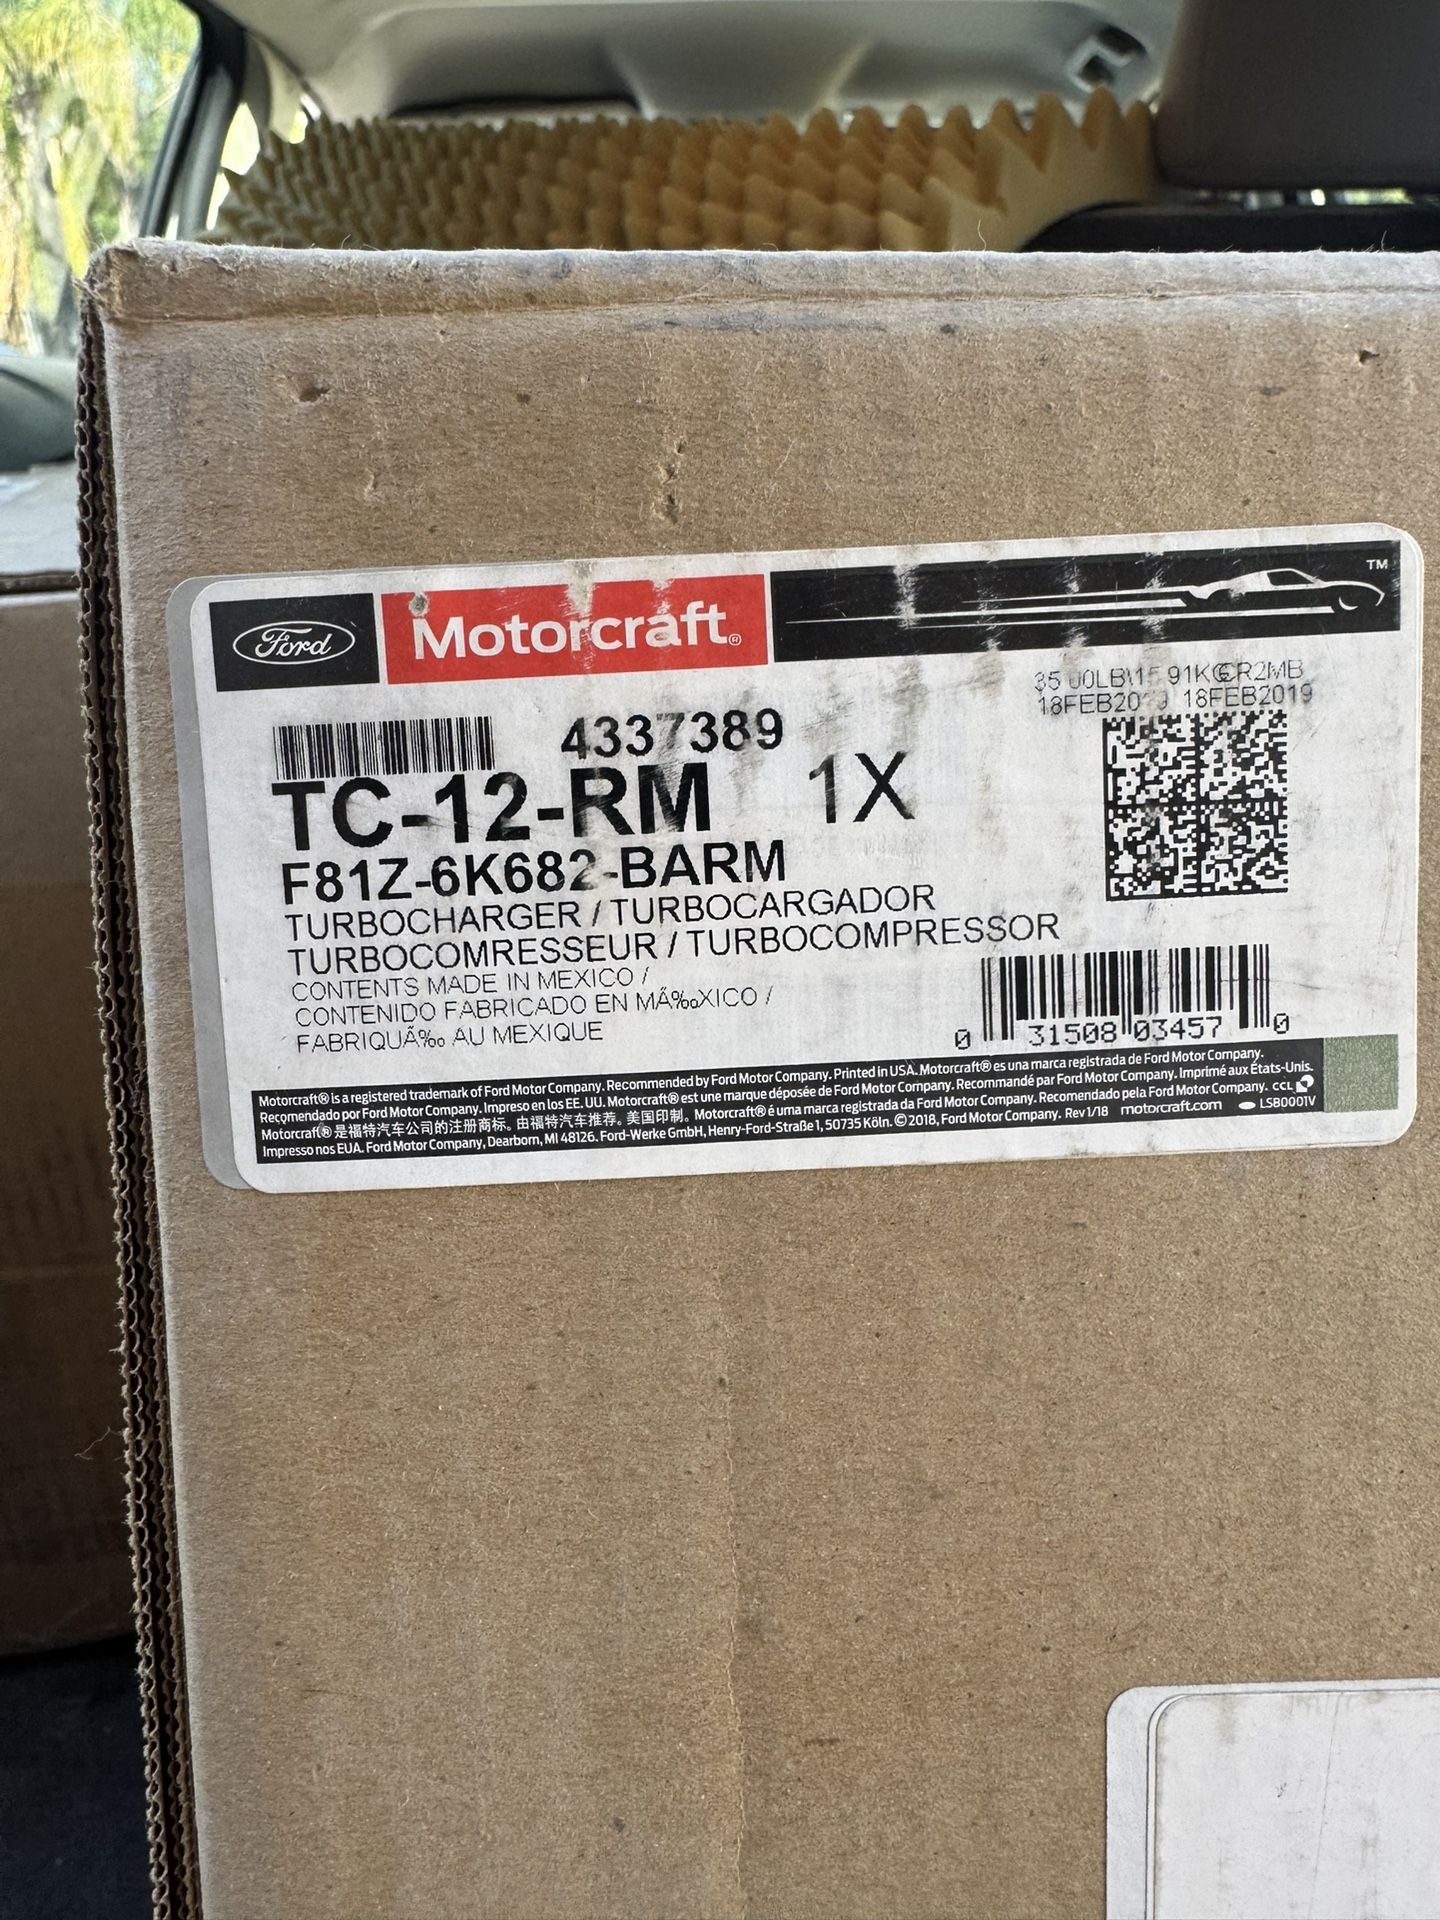 Ford Motorcraft® TM
35.00LB\15.91KG CR2MB
18FEB2019 18FEB2019
4337389
TC-12-RM 1X
F81Z-6K682-BARM
TURBOCHARGER / TURBOCARGADOR
TURBOCOMRESSEUR / TURBOCOMPRESSOR
CONTENTS MADE IN MEXICO /
CONTENIDO FABRICADO EN MÃ‰XICO /
FABRIQUÃ‰ AU MEXIQUE
0 31508 03457 0
Motorcraft® is a registered trademark of Ford Motor Company. Recommended by Ford Motor Company. Printed in USA. Motorcraft® es una marca registrada de Ford Motor Company.
Recomendado por Ford Motor Company. Impreso en los EE. UU. Motorcraft® est une marque déposée de Ford Motor Company. Recommandé par Ford Motor Company. Imprimé aux États-Unis.
Motorcraft® 是福特汽车公司的注册商标。由福特汽车推荐。美国印制。Motorcraft® é uma marca registrada da Ford Motor Company. Recomendado pela Ford Motor Company. CCL
Impresso nos EUA. Ford Motor Company, Dearborn, MI 48126. Ford-Werke GmbH, Henry-Ford-Straße 1, 50735 Köln. ©2018, Ford Motor Company. Rev 1/18 motorcraft.com LSB0001V